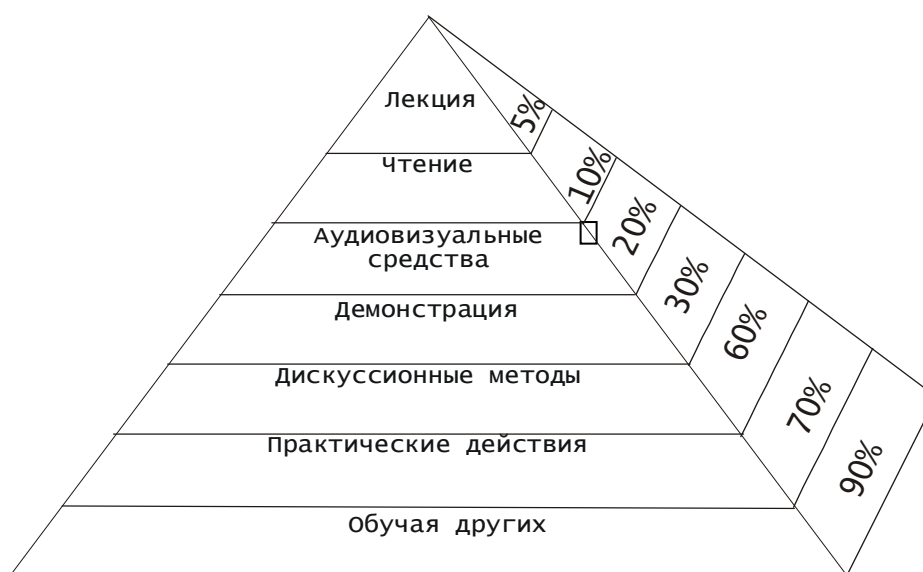 Лекция
5%
Чтение
10%
Аудиовизуальные
средства
20%
Демонстрация
30%
Дискуссионные методы
60%
Практические действия
70%
Обучая других
90%